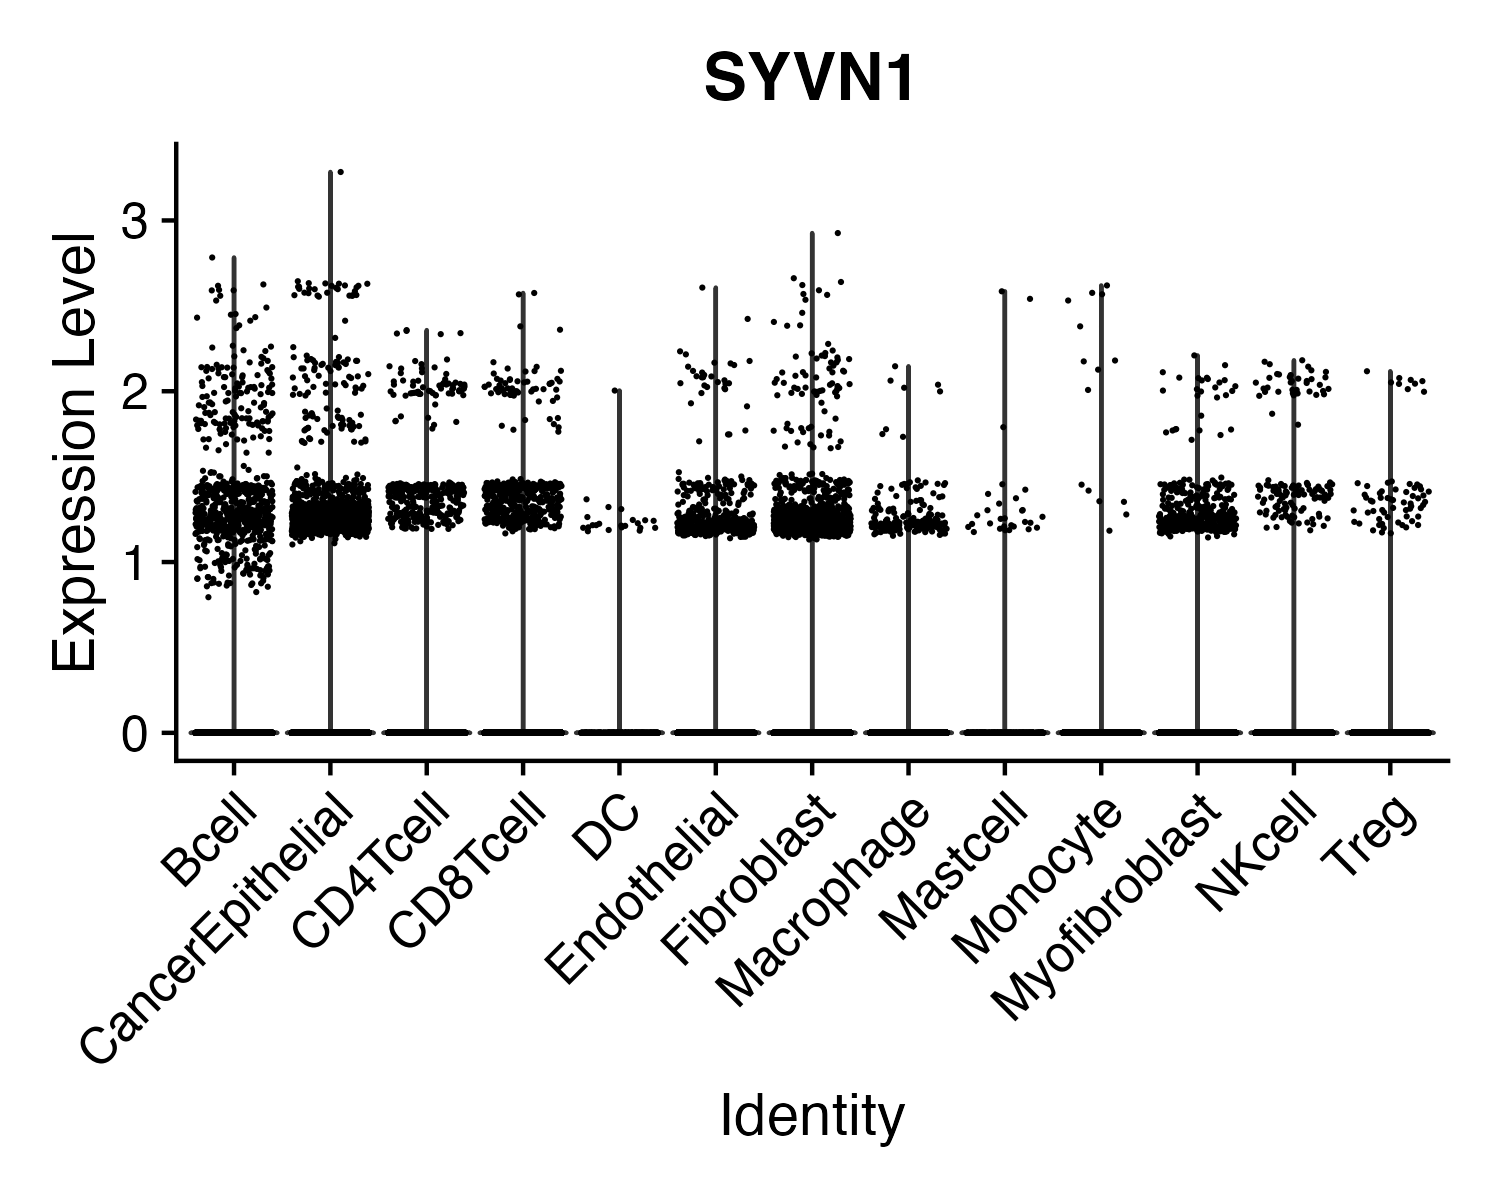 SYVN1
Expression Level
3
2
1
0
Bcell
CancerEpithelial
CD4Tcell
CD8Tcell
DC
Endothelial
Fibroblast
Macrophage
Mastcell
Monocyte
Myofibroblast
NKcell
Treg
Identity